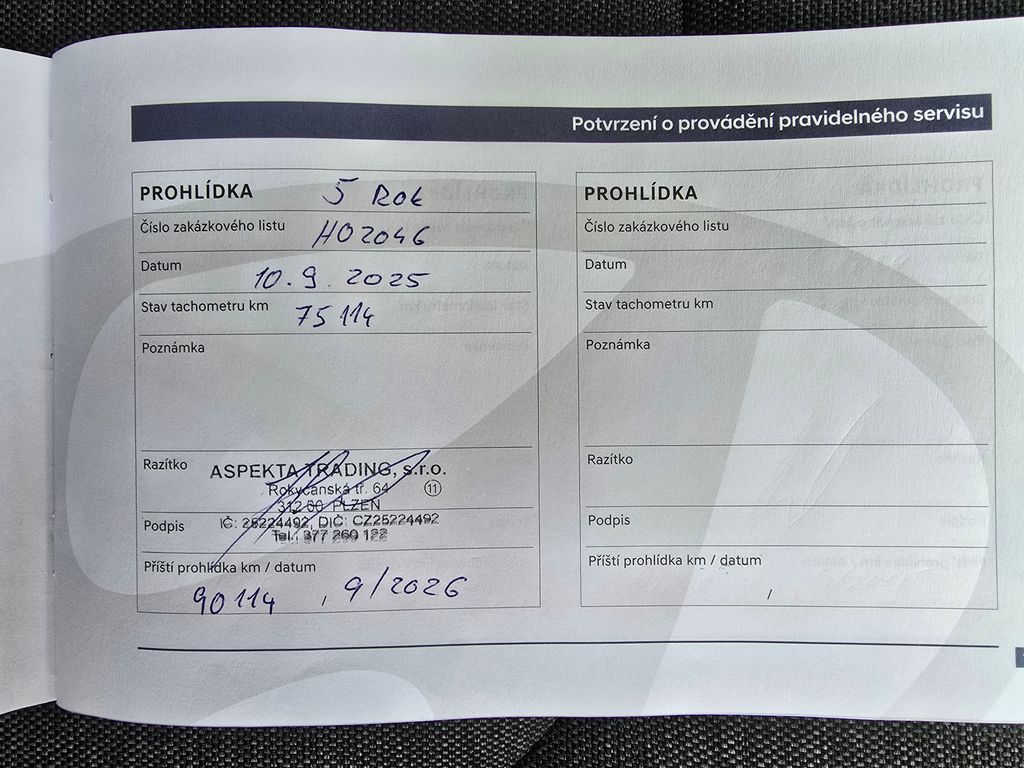 Potvrzení o provádění pravidelného servisu
PROHLÍDKA 5 Rok
Číslo zakázkového listu HO2046
Datum 10.9.2025
Stav tachometru km 75114
Poznámka
Razítko ASPEKTA TRADING, s.r.o.
Rokycanská tř. 64 11
312 00 PLZEŇ
Podpis IČ: 25224492, DIČ: CZ25224492
Tel.: 377 260 122
Příští prohlídka km / datum
90114 / 9/2026
PROHLÍDKA
Číslo zakázkového listu
Datum
Stav tachometru km
Poznámka
Razítko
Podpis
Příští prohlídka km / datum
/